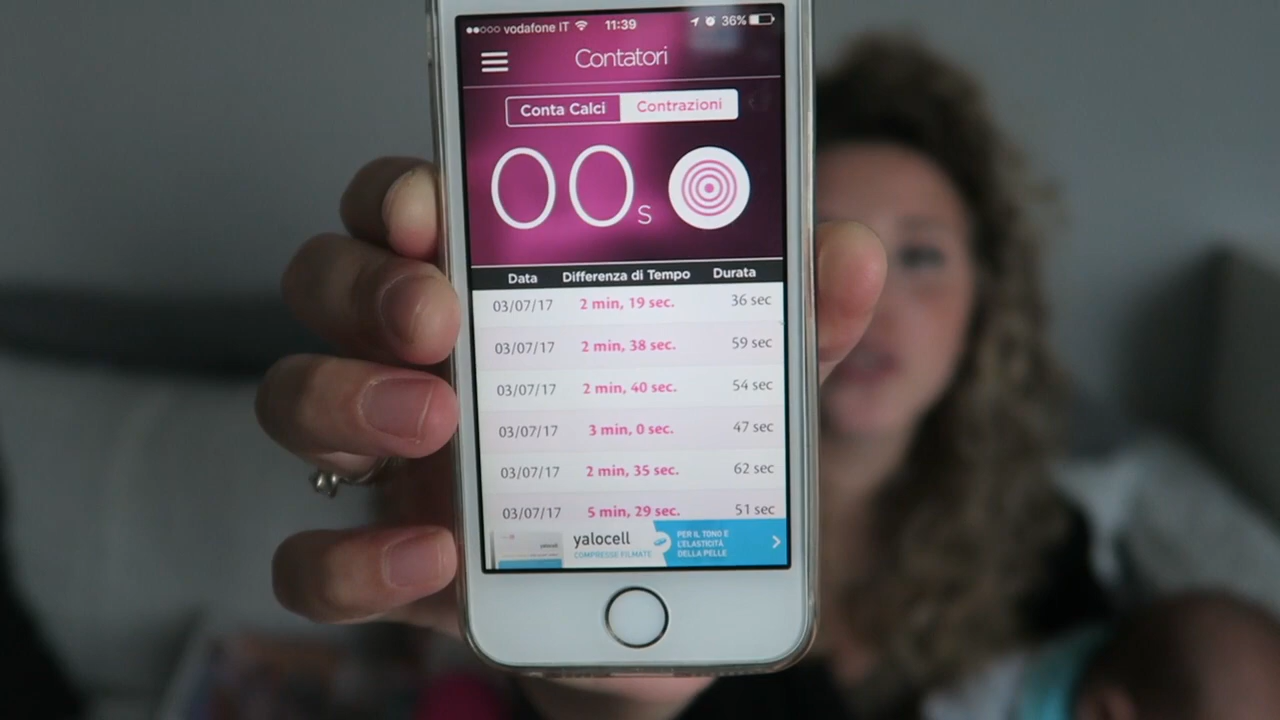 vodafone IT 11:39 36%
Contatori
Conta Calci Contrazioni
00s
Data Differenza di Tempo Durata
03/07/17 2 min, 19 sec. 36 sec
03/07/17 2 min, 38 sec. 59 sec
03/07/17 2 min, 40 sec. 54 sec
03/07/17 3 min, 0 sec. 47 sec
03/07/17 2 min, 35 sec. 62 sec
03/07/17 5 min, 29 sec. 51 sec
yalocell
COMPRESSE FILMATE
PER IL TONO E
L'ELASTICITÀ
DELLA PELLE